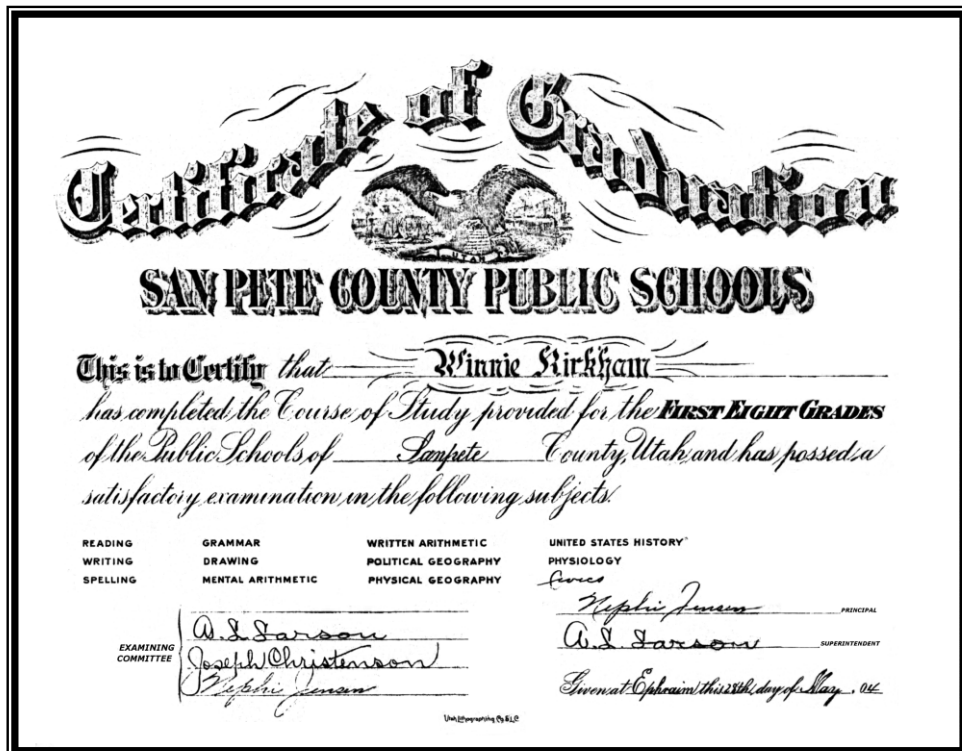 Certificate of Graduation
UTAH
SAN PETE COUNTY PUBLIC SCHOOLS
This is to Certify that Winnie Kirkham
has completed the Course of Study provided for the FIRST EIGHT GRADES
of the Public Schools of Sanpete County, Utah and has possed a
satisfactory examination in the following subjects.
READING GRAMMAR WRITTEN ARITHMETIC UNITED STATES HISTORY
WRITING DRAWING POLITICAL GEOGRAPHY PHYSIOLOGY
SPELLING MENTAL ARITHMETIC PHYSICAL GEOGRAPHY Civics
Nephi Jensen PRINCIPAL
EXAMINING COMMITTEE
A. L. Larson
Joseph Christenson
Nephi Jensen
A. L. Larson SUPERINTENDENT
Given at Ephraim this 28th day of May . 04
Utah Lithographing Co. S.L.C.